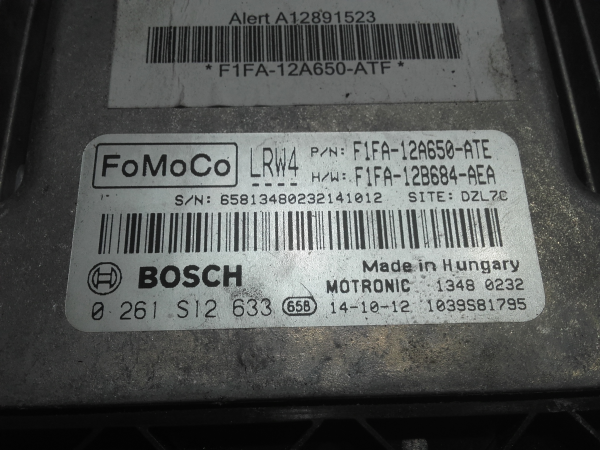 Alert A12891523
* F1FA-12A650-ATF *
FoMoCo LRW4 P/N: F1FA-12A650-ATE
H/W: F1FA-12B684-AEA
S/N: 65813480232141012 SITE: DZL7C
BOSCH Made in Hungary
MOTRONIC 1348 0232
0 261 S12 633 65B 14-10-12 1039S81795